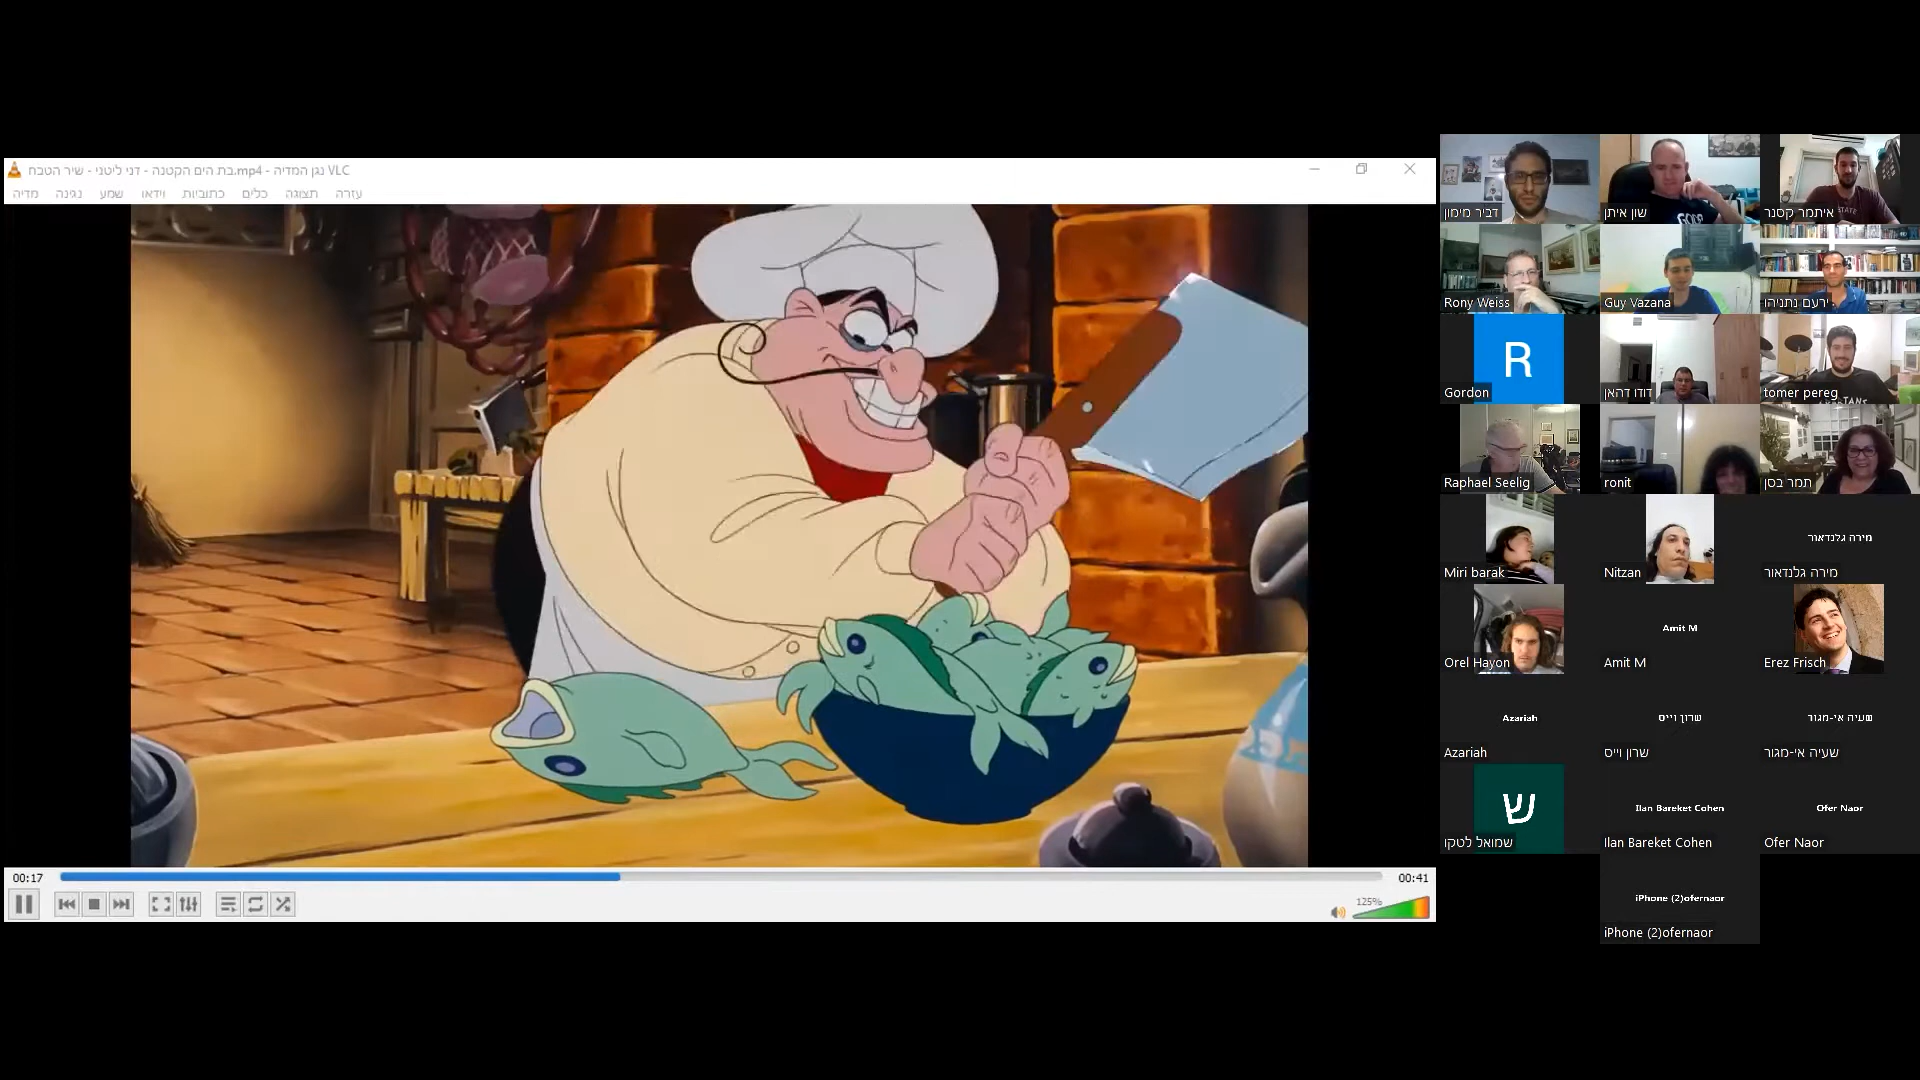 VLC נגן המדיה - mp4.בת הים הקטנה - דני ליטני - שיר הטבח
מדיה נגינה שמע וידאו כתוביות כלים תצוגה עזרה
00:17
00:41
125%
דביר מימון
שון איתן
איתמר קסנר
GOOD
STATE
Rony Weiss
Guy Vazana
ירעם נתניהו
R
Gordon
דודו דהאן
tomer pereg
Raphael Seelig
ronit
תמר בסן
Miri barak
Nitzan
מירה גלנדאור
מירה גלנדאור
Orel Hayon
Amit M
Amit M
Erez Frisch
Azariah
Azariah
שרון וייס
שרון וייס
שעיה אי-מגור
שעיה אי-מגור
ש
שמואל לטקו
Ilan Bareket Cohen
Ilan Bareket Cohen
Ofer Naor
Ofer Naor
iPhone (2)ofernaor
iPhone (2)ofernaor